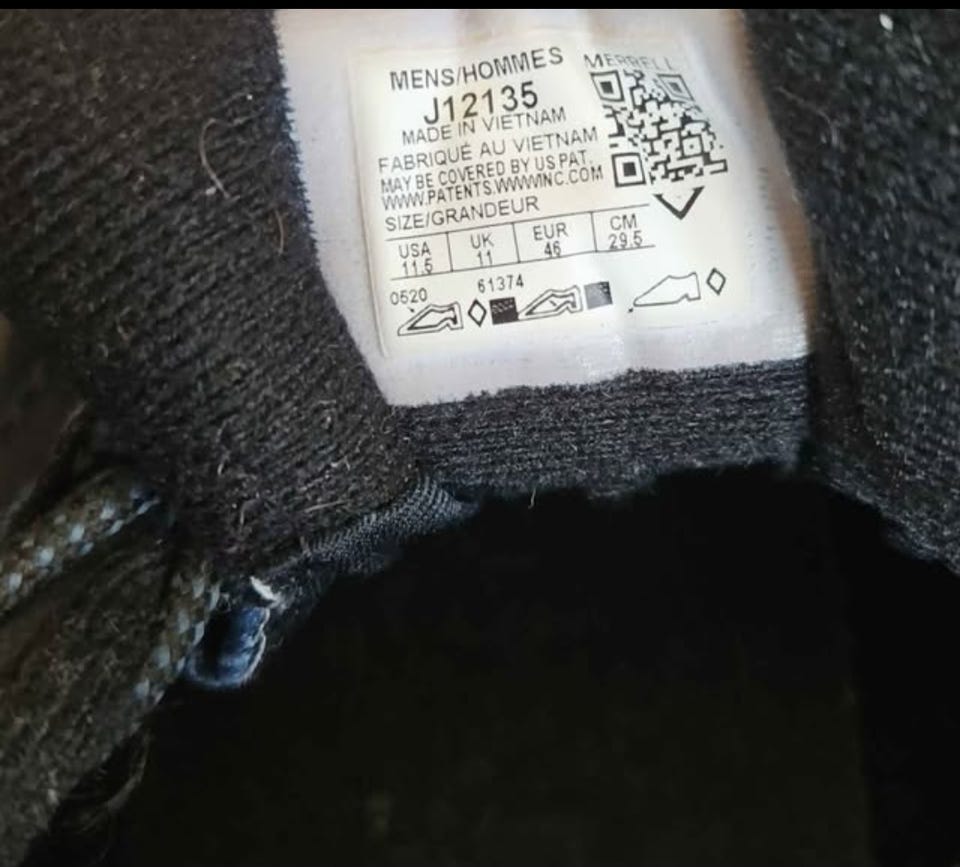 MENS/HOMMES
MERRELL
J12135
MADE IN VIETNAM
FABRIQUÉ AU VIETNAM
MAY BE COVERED BY US PAT.
WWW.PATENTS.WWWINC.COM
SIZE/GRANDEUR
USA UK EUR CM
11.5 11 46 29.5
0520 61374